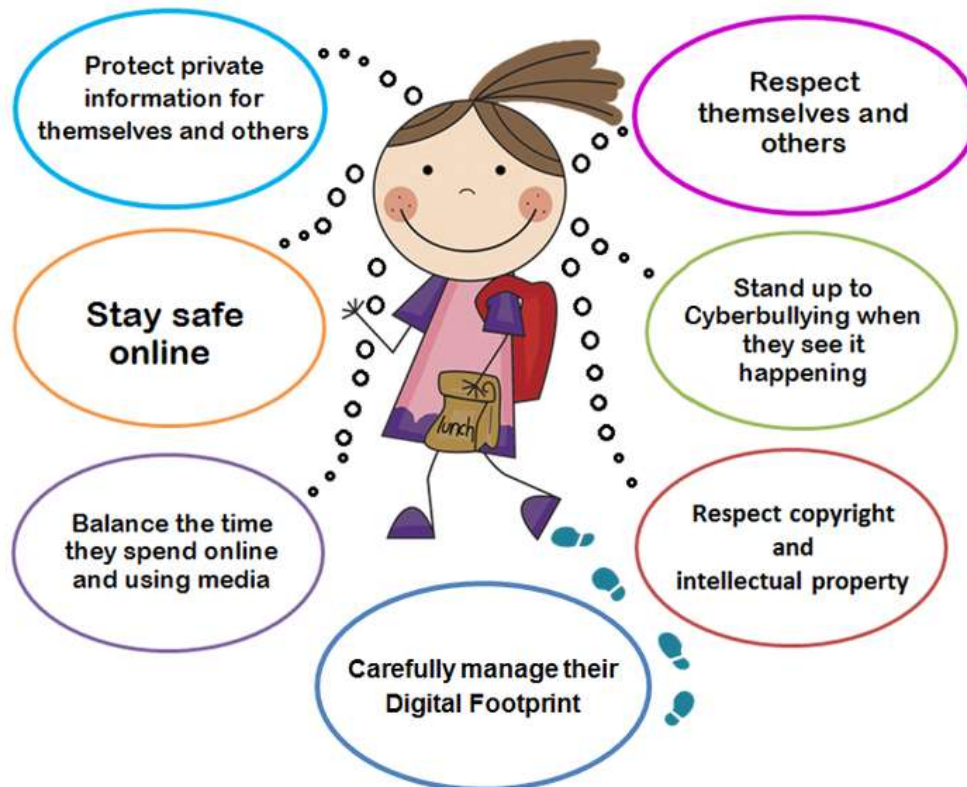 Protect private
information for
themselves and others
Respect
themselves and
others
Stay safe
online
Stand up to
Cyberbullying when
they see it
happening
lunch
Balance the time
they spend online
and using media
Respect copyright
and
intellectual property
Carefully manage their
Digital Footprint